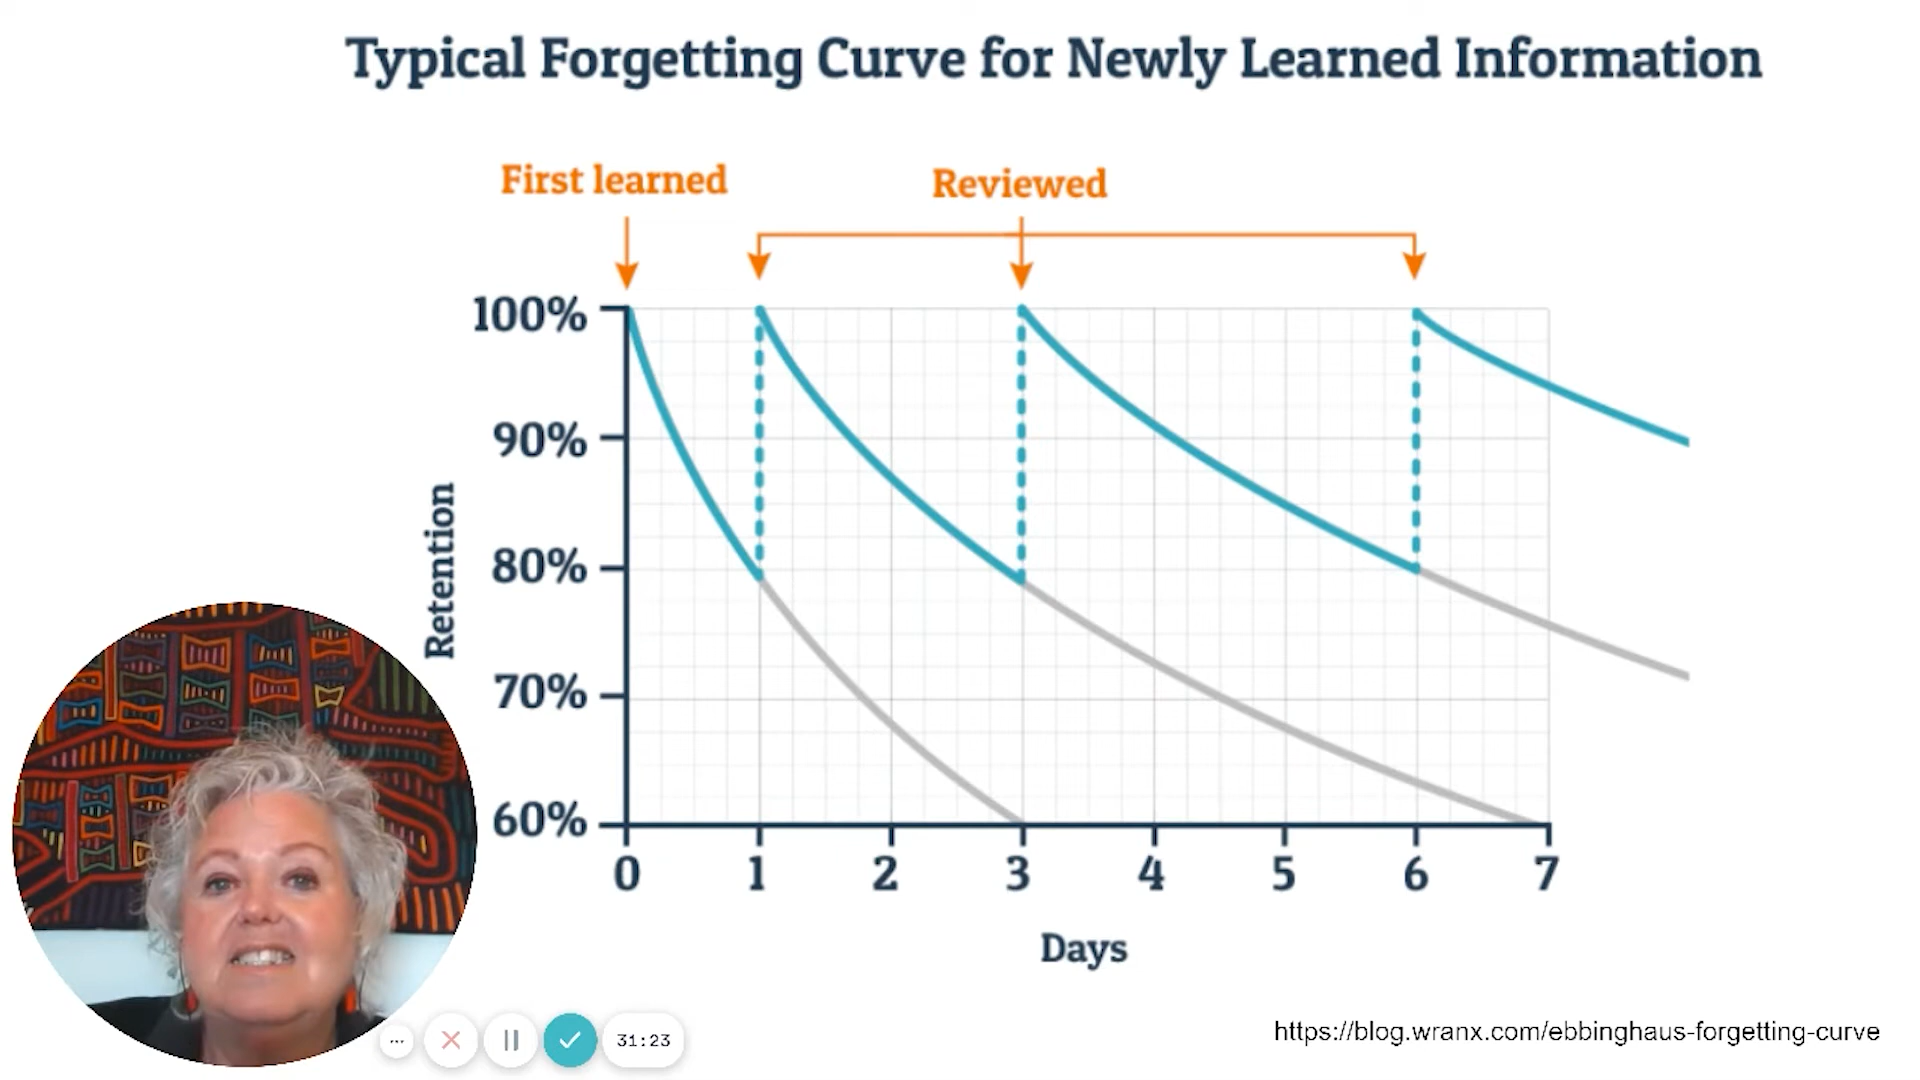 Typical Forgetting Curve for Newly Learned Information
First learned
Reviewed
100%
90%
80%
70%
60%
Retention
0 1 2 3 4 5 6 7
Days
31:23
https://blog.wranx.com/ebbinghaus-forgetting-curve